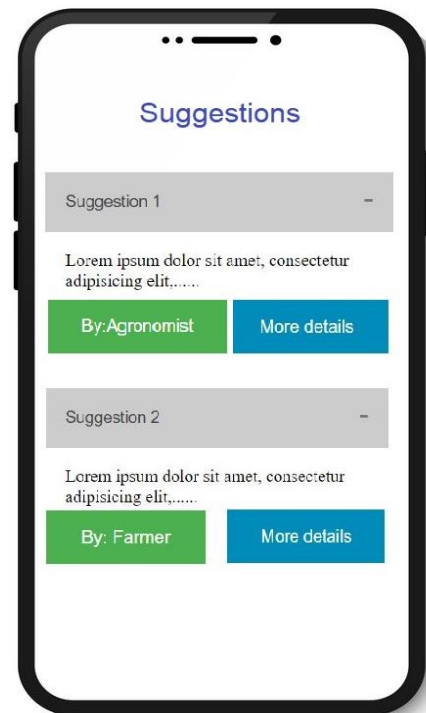 Suggestions
Suggestion 1 -
Lorem ipsum dolor sit amet, consectetur
adipisicing elit,......
By:Agronomist More details
Suggestion 2 -
Lorem ipsum dolor sit amet, consectetur
adipisicing elit,......
By: Farmer More details